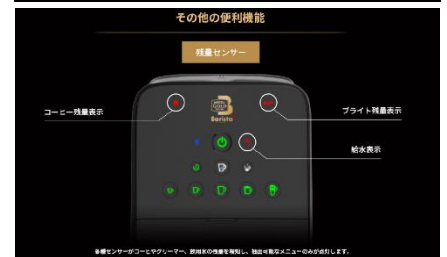 その他の便利機能
残量センサー
コーヒー残量表示
ブライト残量表示
給水表示
Barista
各種センサーがコーヒーやクリーマー、飲用水の残量を検知し、抽出可能なメニューのみが点灯します。